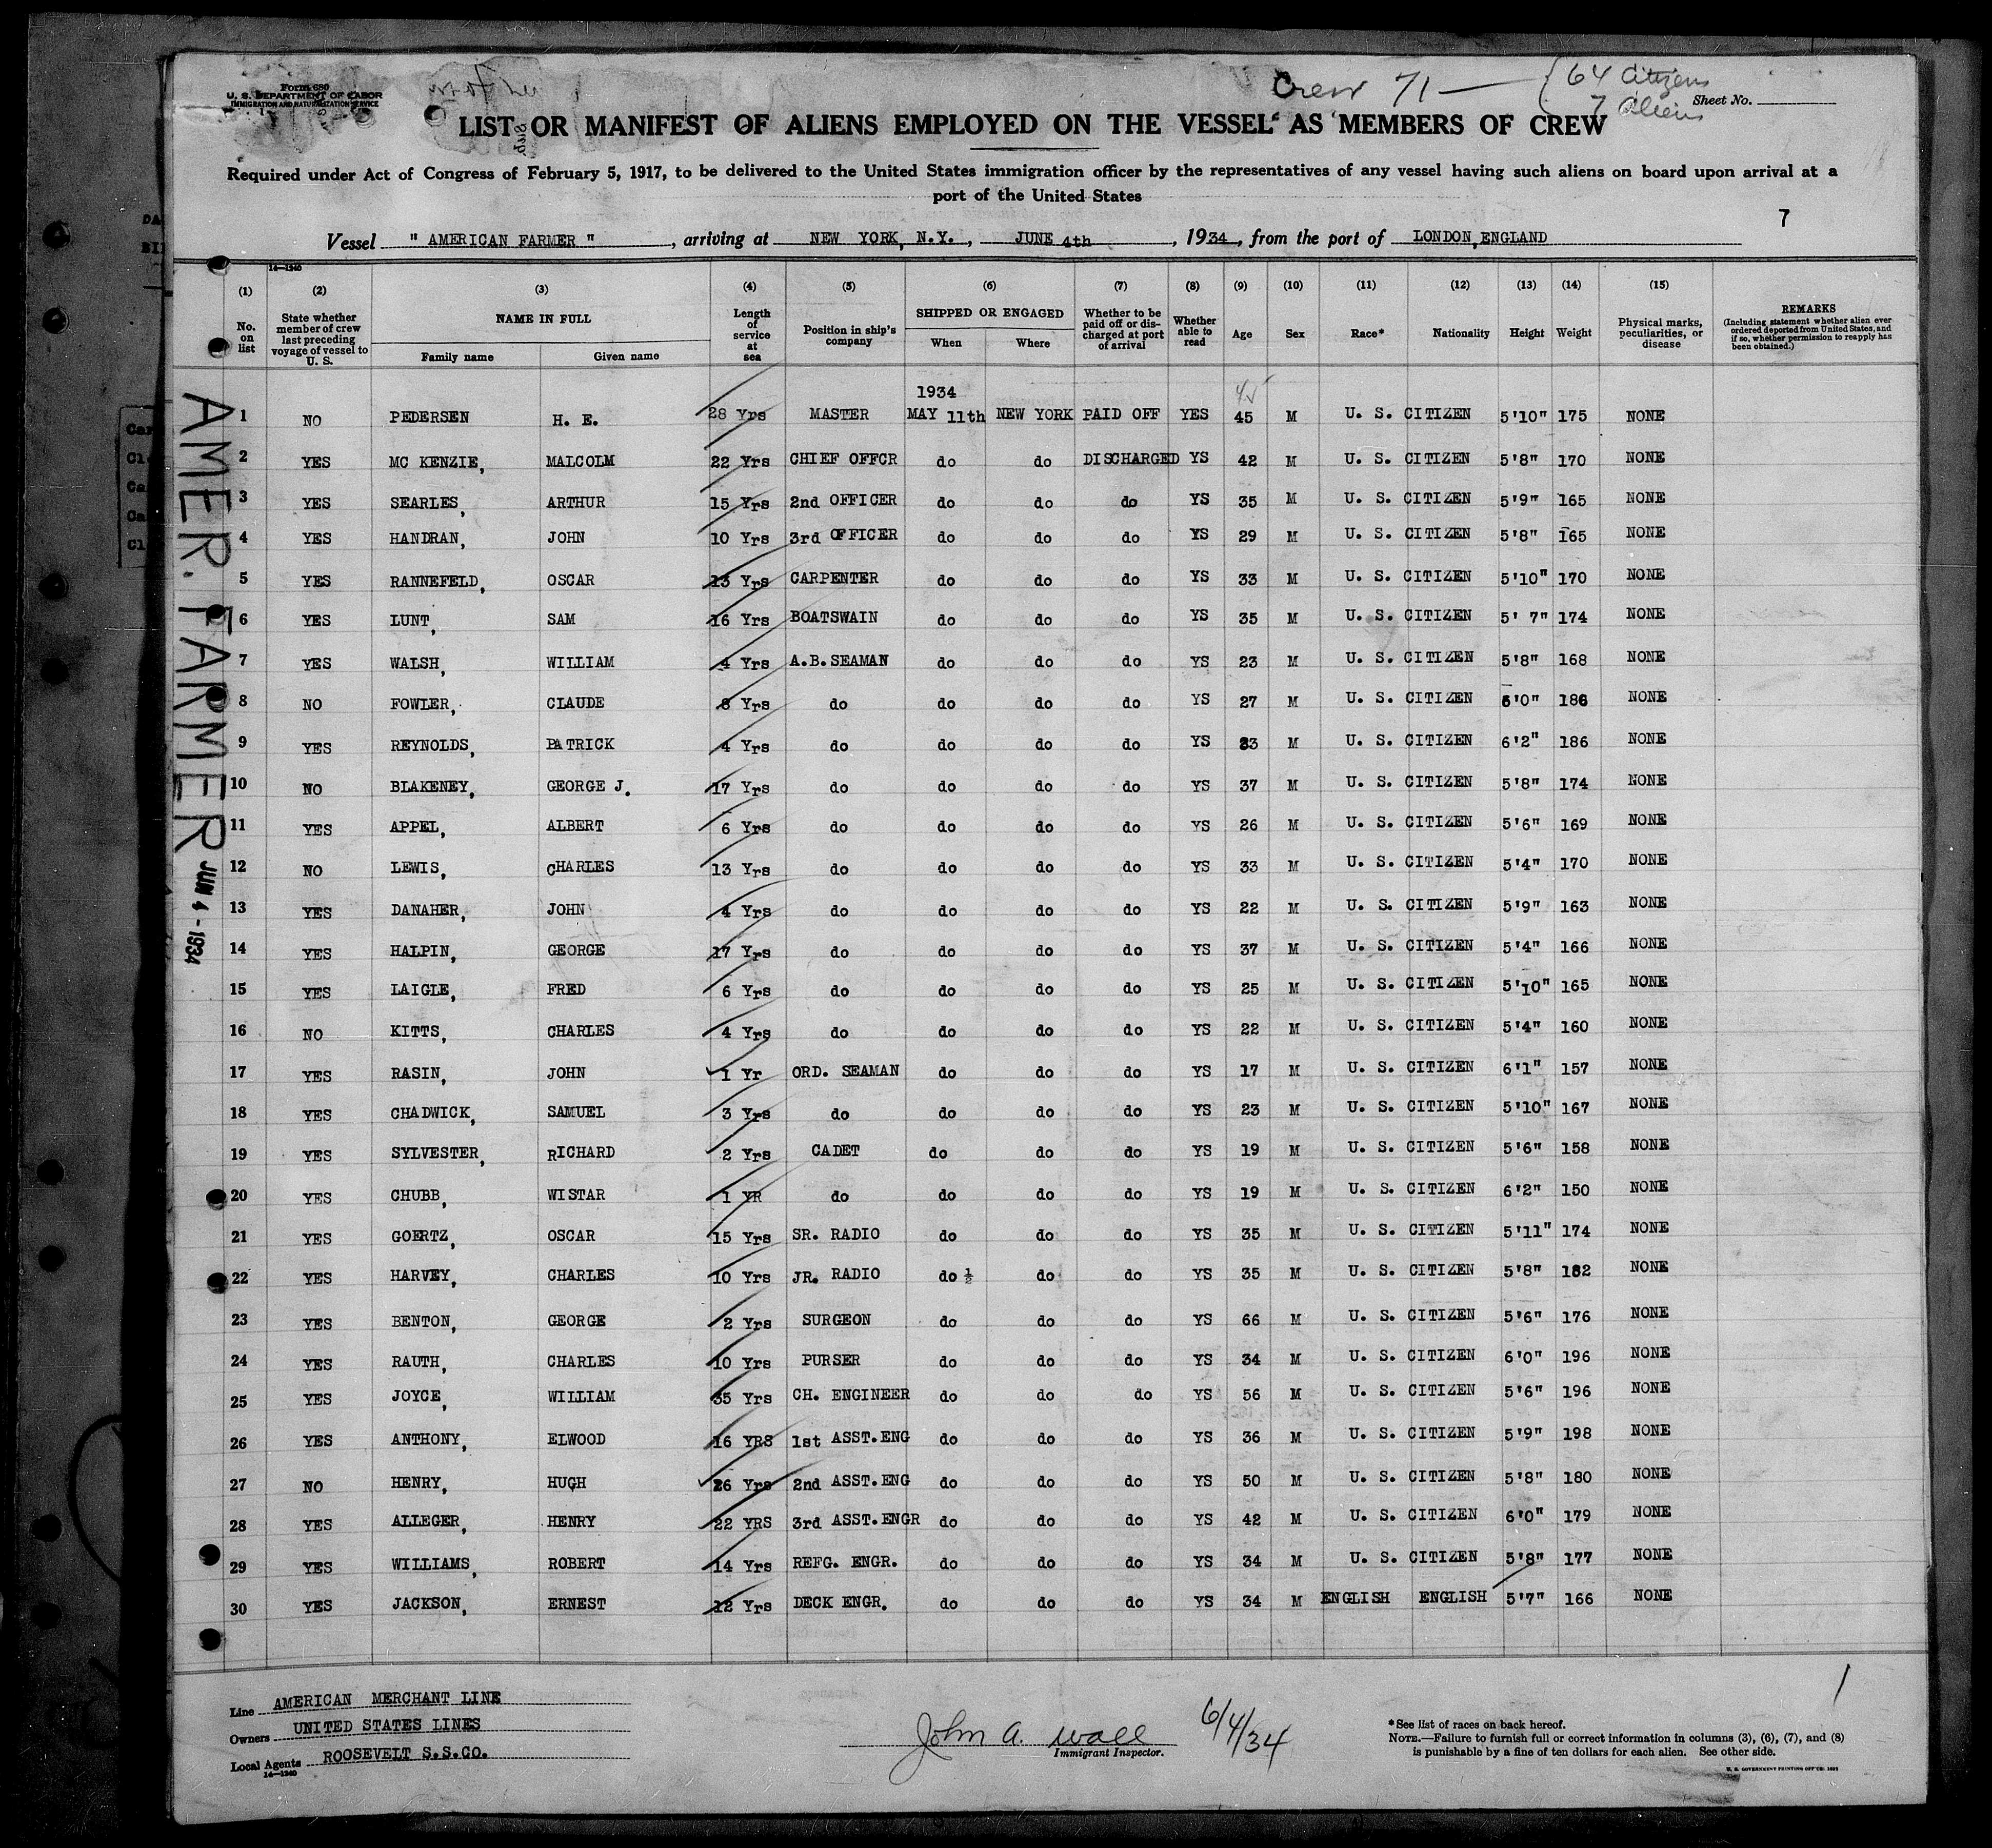 Form 680
U. S. DEPARTMENT OF LABOR
IMMIGRATION AND NATURALIZATION SERVICE
Crew 71 — { 64 Citizens
7 Aliens
Sheet No.
LIST OR MANIFEST OF ALIENS EMPLOYED ON THE VESSEL AS MEMBERS OF CREW
Required under Act of Congress of February 5, 1917, to be delivered to the United States immigration officer by the representatives of any vessel having such aliens on board upon arrival at a
port of the United States
7
Vessel " AMERICAN FARMER ", arriving at NEW YORK, N.Y., JUNE 4th, 1934, from the port of LONDON, ENGLAND
14—1240
(1) (2) (3) (4) (5) (6) (7) (8) (9) (10) (11) (12) (13) (14) (15)
No. on list
State whether member of crew last preceding voyage of vessel to U. S.
NAME IN FULL
Family name Given name
Length of service at sea
Position in ship's company
SHIPPED OR ENGAGED
When Where
Whether to be paid off or discharged at port of arrival
Whether able to read
Age
Sex
Race*
Nationality
Height
Weight
Physical marks, peculiarities, or disease
REMARKS
(Including statement whether alien ever ordered deported from United States, and if so, whether permission to reapply has been obtained.)
1934
1 NO PEDERSEN H. E. 28 Yrs MASTER MAY 11th NEW YORK PAID OFF YES 45 M U. S. CITIZEN 5'10" 175 NONE
2 YES MC KENZIE, MALCOLM 22 Yrs CHIEF OFFCR do do DISCHARGED YS 42 M U. S. CITIZEN 5'8" 170 NONE
3 YES SEARLES, ARTHUR 15 Yrs 2nd OFFICER do do do YS 35 M U. S. CITIZEN 5'9" 165 NONE
4 YES HANDRAN, JOHN 10 Yrs 3rd OFFICER do do do YS 29 M U. S. CITIZEN 5'8" 165 NONE
5 YES RANNEFELD, OSCAR 13 Yrs CARPENTER do do do YS 33 M U. S. CITIZEN 5'10" 170 NONE
6 YES LUNT, SAM 16 Yrs BOATSWAIN do do do YS 35 M U. S. CITIZEN 5' 7" 174 NONE
7 YES WALSH, WILLIAM 4 Yrs A.B.SEAMAN do do do YS 23 M U. S. CITIZEN 5'8" 168 NONE
8 NO FOWLER, CLAUDE 8 Yrs do do do do YS 27 M U. S. CITIZEN 6'0" 186 NONE
9 YES REYNOLDS, PATRICK 4 Yrs do do do do YS 23 M U. S. CITIZEN 6'2" 186 NONE
10 NO BLAKENEY, GEORGE J. 17 Yrs do do do do YS 37 M U. S. CITIZEN 5'8" 174 NONE
11 YES APPEL, ALBERT 6 Yrs do do do do YS 26 M U. S. CITIZEN 5'6" 169 NONE
12 NO LEWIS, CHARLES 13 Yrs do do do do YS 33 M U. S. CITIZEN 5'4" 170 NONE
13 YES DANAHER, JOHN 4 Yrs do do do do YS 22 M U. S. CITIZEN 5'9" 163 NONE
14 YES HALPIN, GEORGE 17 Yrs do do do do YS 37 M U. S. CITIZEN 5'4" 166 NONE
15 YES LAIGLE, FRED 6 Yrs do do do do YS 25 M U. S. CITIZEN 5'10" 165 NONE
16 NO KITTS, CHARLES 4 Yrs do do do do YS 22 M U. S. CITIZEN 5'4" 160 NONE
17 YES RASIN, JOHN 1 Yr ORD. SEAMAN do do do YS 17 M U. S. CITIZEN 6'1" 157 NONE
18 YES CHADWICK, SAMUEL 3 Yrs do do do do YS 23 M U. S. CITIZEN 5'10" 167 NONE
19 YES SYLVESTER, RICHARD 2 Yrs CADET do do do YS 19 M U. S. CITIZEN 5'6" 158 NONE
20 YES CHUBB, WISTAR 1 YR do do do do YS 19 M U. S. CITIZEN 6'2" 150 NONE
21 YES GOERTZ, OSCAR 15 Yrs SR. RADIO do do do YS 35 M U. S. CITIZEN 5'11" 174 NONE
22 YES HARVEY, CHARLES 10 Yrs JR. RADIO do ½ do do YS 35 M U. S. CITIZEN 5'8" 182 NONE
23 YES BENTON, GEORGE 2 Yrs SURGEON do do do YS 66 M U. S. CITIZEN 5'6" 176 NONE
24 YES RAUTH, CHARLES 10 Yrs PURSER do do do YS 34 M U. S. CITIZEN 6'0" 196 NONE
25 YES JOYCE, WILLIAM 35 Yrs CH. ENGINEER do do do YS 56 M U. S. CITIZEN 5'6" 196 NONE
26 YES ANTHONY, ELWOOD 16 YRS 1st ASST.ENG do do do YS 36 M U. S. CITIZEN 5'9" 198 NONE
27 NO HENRY, HUGH 26 Yrs 2nd ASST.ENG do do do YS 50 M U. S. CITIZEN 5'8" 180 NONE
28 YES ALLEGER, HENRY 22 YRS 3rd ASST.ENGR do do do YS 42 M U. S. CITIZEN 6'0" 179 NONE
29 YES WILLIAMS, ROBERT 14 Yrs REFG. ENGR. do do do YS 34 M U. S. CITIZEN 5'8" 177 NONE
30 YES JACKSON, ERNEST 12 Yrs DECK ENGR. do do do YS 34 M ENGLISH ENGLISH 5'7" 166 NONE
AMER. FARMER
JUN 4 - 1934
Line AMERICAN MERCHANT LINE
Owners UNITED STATES LINES
Local Agents ROOSEVELT S.S.CO.
14—1240
John A. Wall 6/4/34
Immigrant Inspector.
*See list of races on back hereof.
NOTE.—Failure to furnish full or correct information in columns (3), (6), (7), and (8)
is punishable by a fine of ten dollars for each alien. See other side.